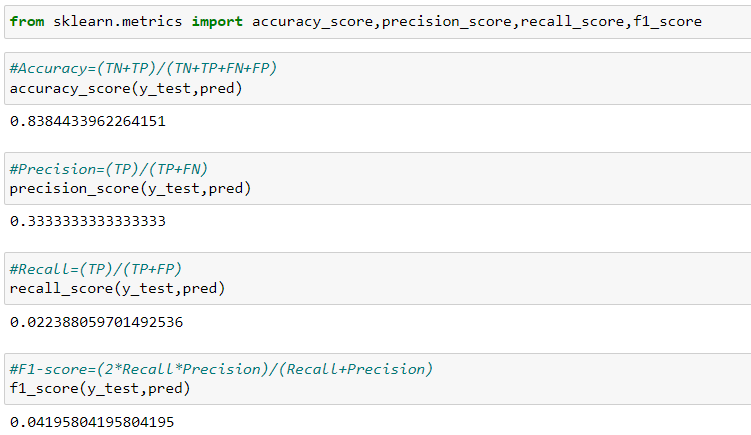 from sklearn.metrics import accuracy_score,precision_score,recall_score,f1_score
#Accuracy=(TN+TP)/(TN+TP+FN+FP)
accuracy_score(y_test,pred)
0.8384433962264151
#Precision=(TP)/(TP+FN)
precision_score(y_test,pred)
0.3333333333333333
#Recall=(TP)/(TP+FP)
recall_score(y_test,pred)
0.022388059701492536
#F1-score=(2*Recall*Precision)/(Recall+Precision)
f1_score(y_test,pred)
0.04195804195804195